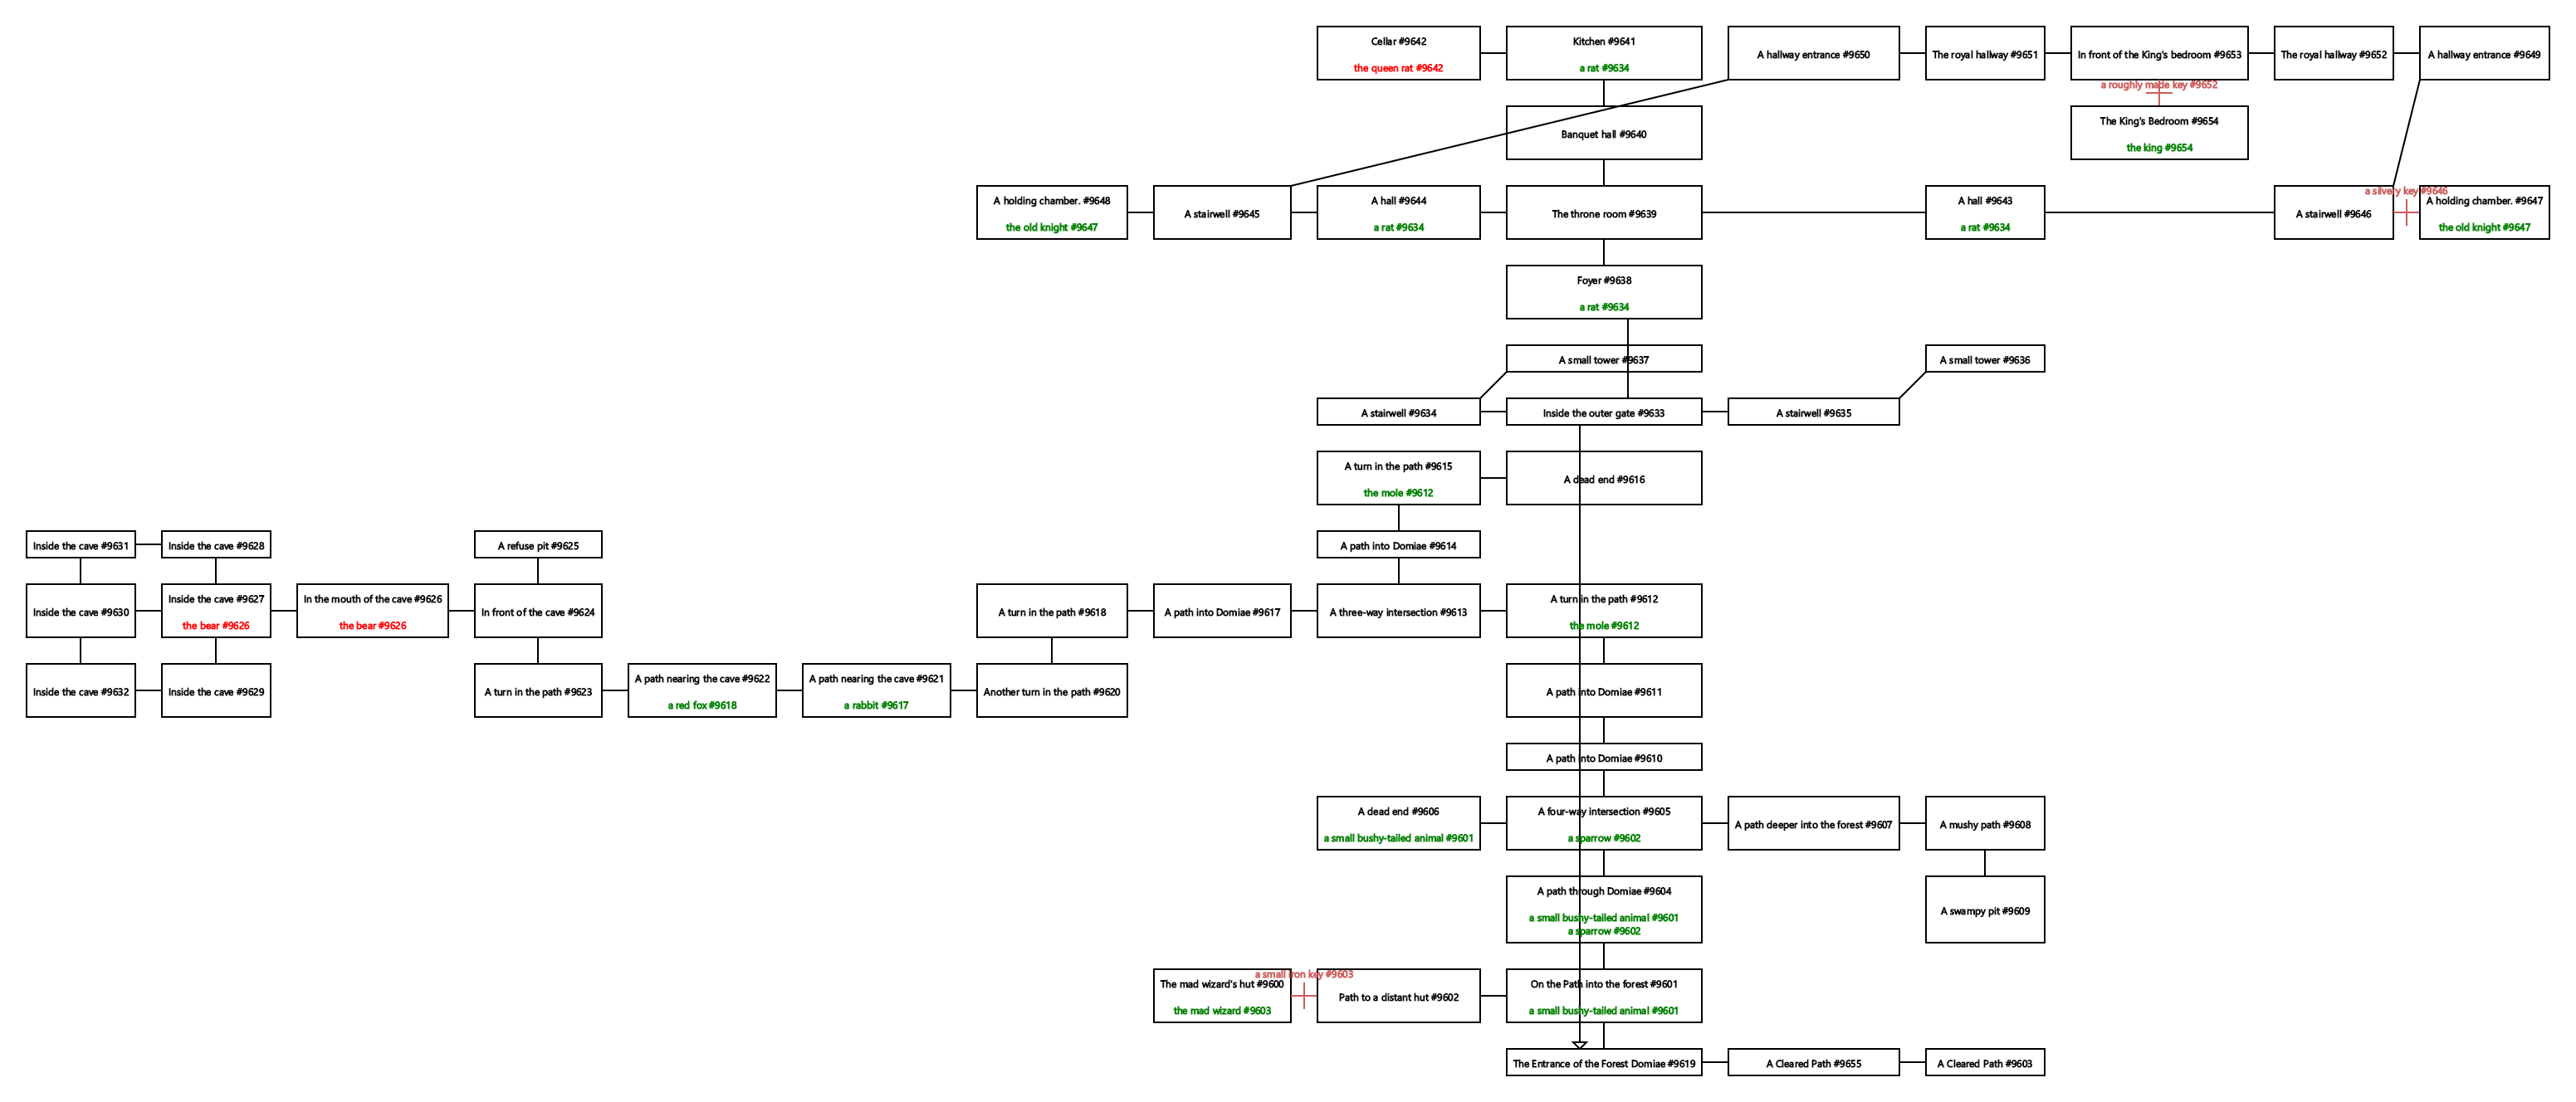 Cellar #9642
the queen rat #9642
Kitchen #9641
a rat #9634
A hallway entrance #9650
The royal hallway #9651
In front of the King's bedroom #9653
The royal hallway #9652
A hallway entrance #9649
a roughly made key #9652
Banquet hall #9640
The King's Bedroom #9654
the king #9654
A holding chamber. #9648
the old knight #9647
A stairwell #9645
A hall #9644
a rat #9634
The throne room #9639
A hall #9643
a rat #9634
A stairwell #9646
a silvery key #9646
A holding chamber. #9647
the old knight #9647
Foyer #9638
a rat #9634
A small tower #9637
A small tower #9636
A stairwell #9634
Inside the outer gate #9633
A stairwell #9635
A turn in the path #9615
the mole #9612
A dead end #9616
Inside the cave #9631
Inside the cave #9628
A refuse pit #9625
A path into Domiae #9614
Inside the cave #9630
Inside the cave #9627
the bear #9626
In the mouth of the cave #9626
the bear #9626
In front of the cave #9624
A turn in the path #9618
A path into Domiae #9617
A three-way intersection #9613
A turn in the path #9612
the mole #9612
Inside the cave #9632
Inside the cave #9629
A turn in the path #9623
A path nearing the cave #9622
a red fox #9618
A path nearing the cave #9621
a rabbit #9617
Another turn in the path #9620
A path into Domiae #9611
A path into Domiae #9610
A dead end #9606
a small bushy-tailed animal #9601
A four-way intersection #9605
a sparrow #9602
A path deeper into the forest #9607
A mushy path #9608
A path through Domiae #9604
a small bushy-tailed animal #9601
a sparrow #9602
A swampy pit #9609
The mad wizard's hut #9600
the mad wizard #9603
a small iron key #9603
Path to a distant hut #9602
On the Path into the forest #9601
a small bushy-tailed animal #9601
The Entrance of the Forest Domiae #9619
A Cleared Path #9655
A Cleared Path #9603